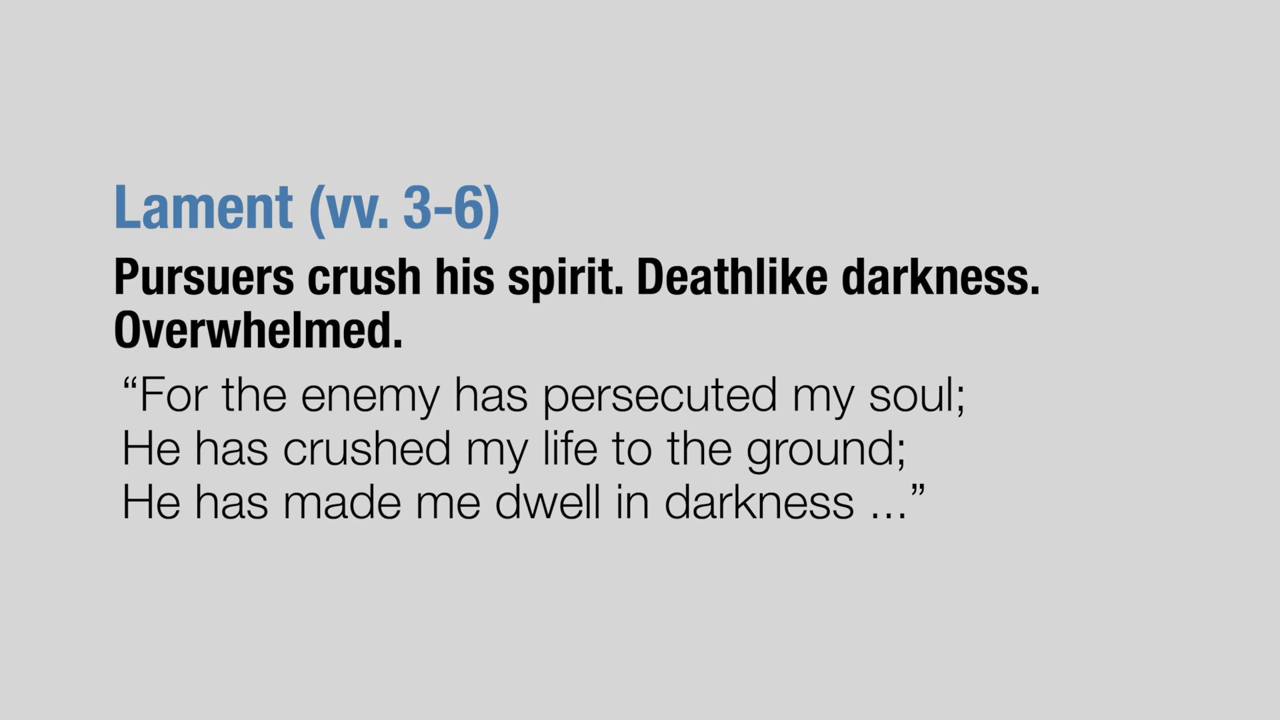 Lament (vv. 3-6)
Pursuers crush his spirit. Deathlike darkness.
Overwhelmed.
“For the enemy has persecuted my soul;
He has crushed my life to the ground;
He has made me dwell in darkness ...”